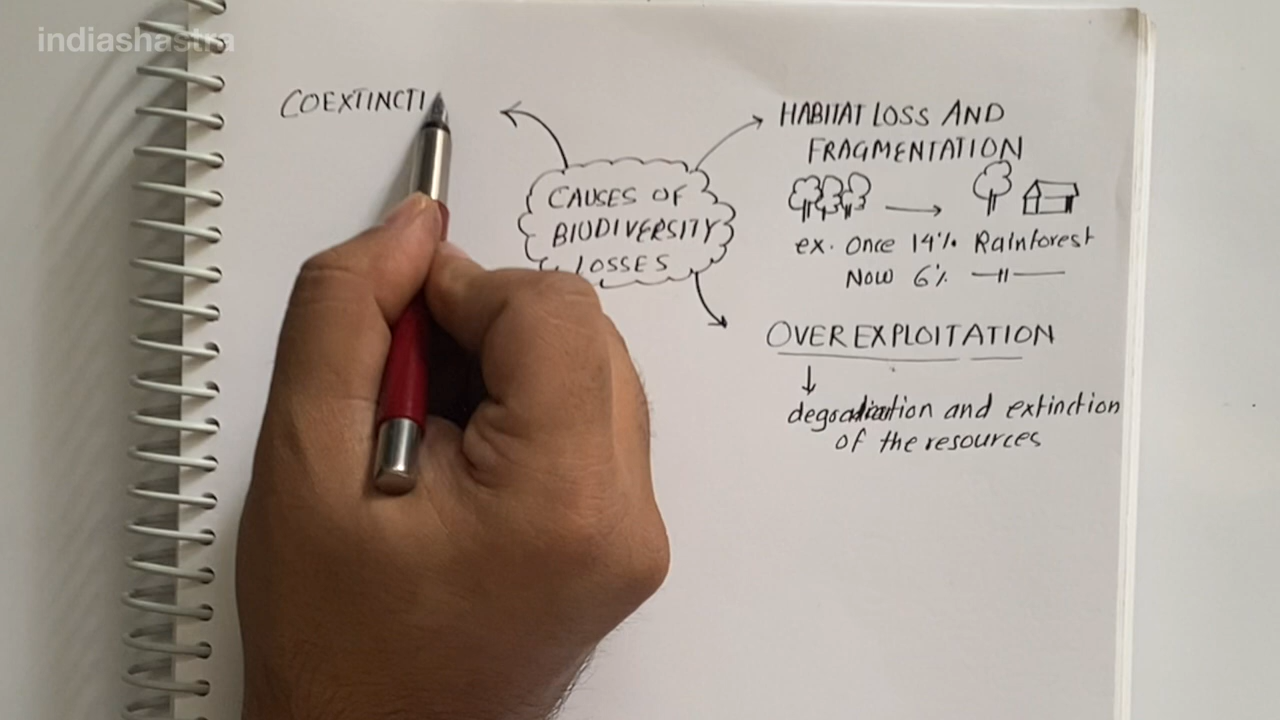 indiashastra
COEXTINCTI
CAUSES OF
BIODIVERSITY
LOSSES
HABITAT LOSS AND
FRAGMENTATION
ex. Once 14% Rainforest
Now 6% —〃—
OVEREXPLOITATION
and extinction
of the resources